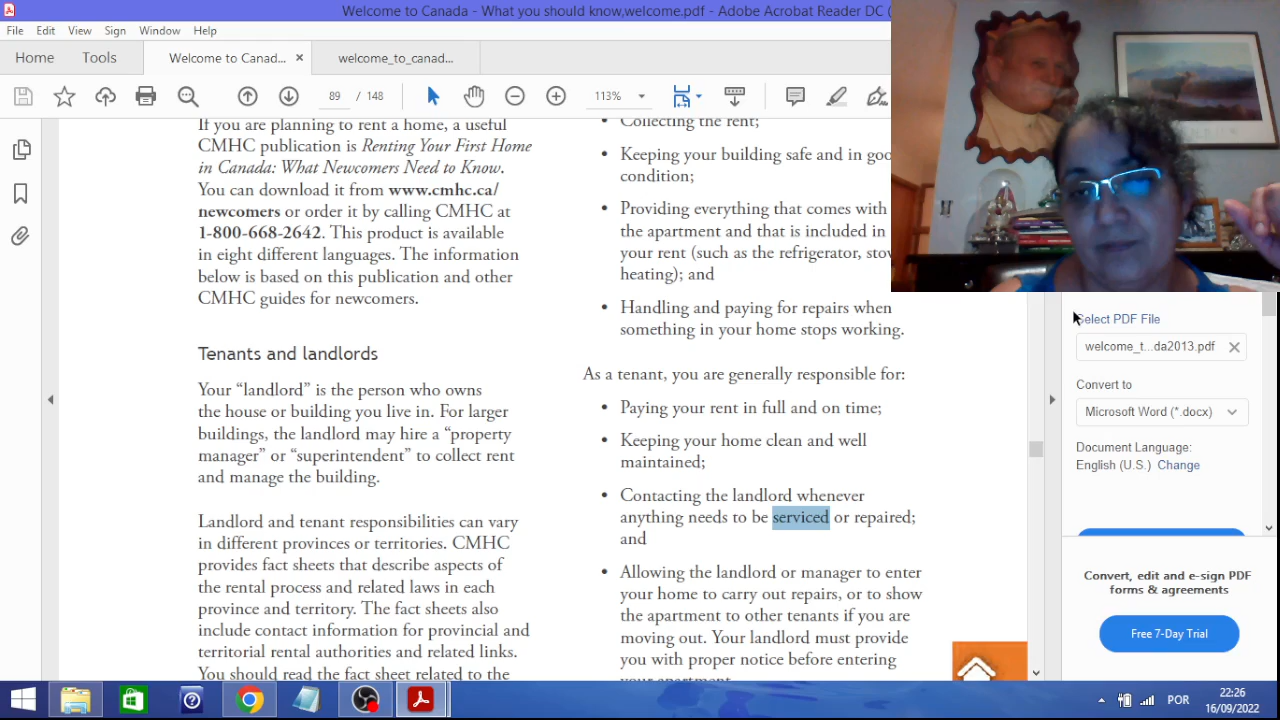 Welcome to Canada - What you should know,welcome.pdf - Adobe Acrobat Reader DC (
File Edit View Sign Window Help
Home Tools Welcome to Canad... × welcome_to_canad...
89 / 148 113%
If you are planning to rent a home, a useful
CMHC publication is Renting Your First Home
in Canada: What Newcomers Need to Know.
You can download it from www.cmhc.ca/
newcomers or order it by calling CMHC at
1-800-668-2642. This product is available
in eight different languages. The information
below is based on this publication and other
CMHC guides for newcomers.
Tenants and landlords
Your “landlord” is the person who owns
the house or building you live in. For larger
buildings, the landlord may hire a “property
manager” or “superintendent” to collect rent
and manage the building.
Landlord and tenant responsibilities can vary
in different provinces or territories. CMHC
provides fact sheets that describe aspects of
the rental process and related laws in each
province and territory. The fact sheets also
include contact information for provincial and
territorial rental authorities and related links.
You should read the fact sheet related to the
• Collecting the rent;
• Keeping your building safe and in goo
condition;
• Providing everything that comes with
the apartment and that is included in
your rent (such as the refrigerator, stov
heating); and
• Handling and paying for repairs when
something in your home stops working.
As a tenant, you are generally responsible for:
• Paying your rent in full and on time;
• Keeping your home clean and well
maintained;
• Contacting the landlord whenever
anything needs to be serviced or repaired;
and
• Allowing the landlord or manager to enter
your home to carry out repairs, or to show
the apartment to other tenants if you are
moving out. Your landlord must provide
you with proper notice before entering
your apartment
Select PDF File
welcome_t...da2013.pdf
Convert to
Microsoft Word (*.docx)
Document Language:
English (U.S.) Change
Convert, edit and e-sign PDF
forms & agreements
Free 7-Day Trial
POR
22:26
16/09/2022